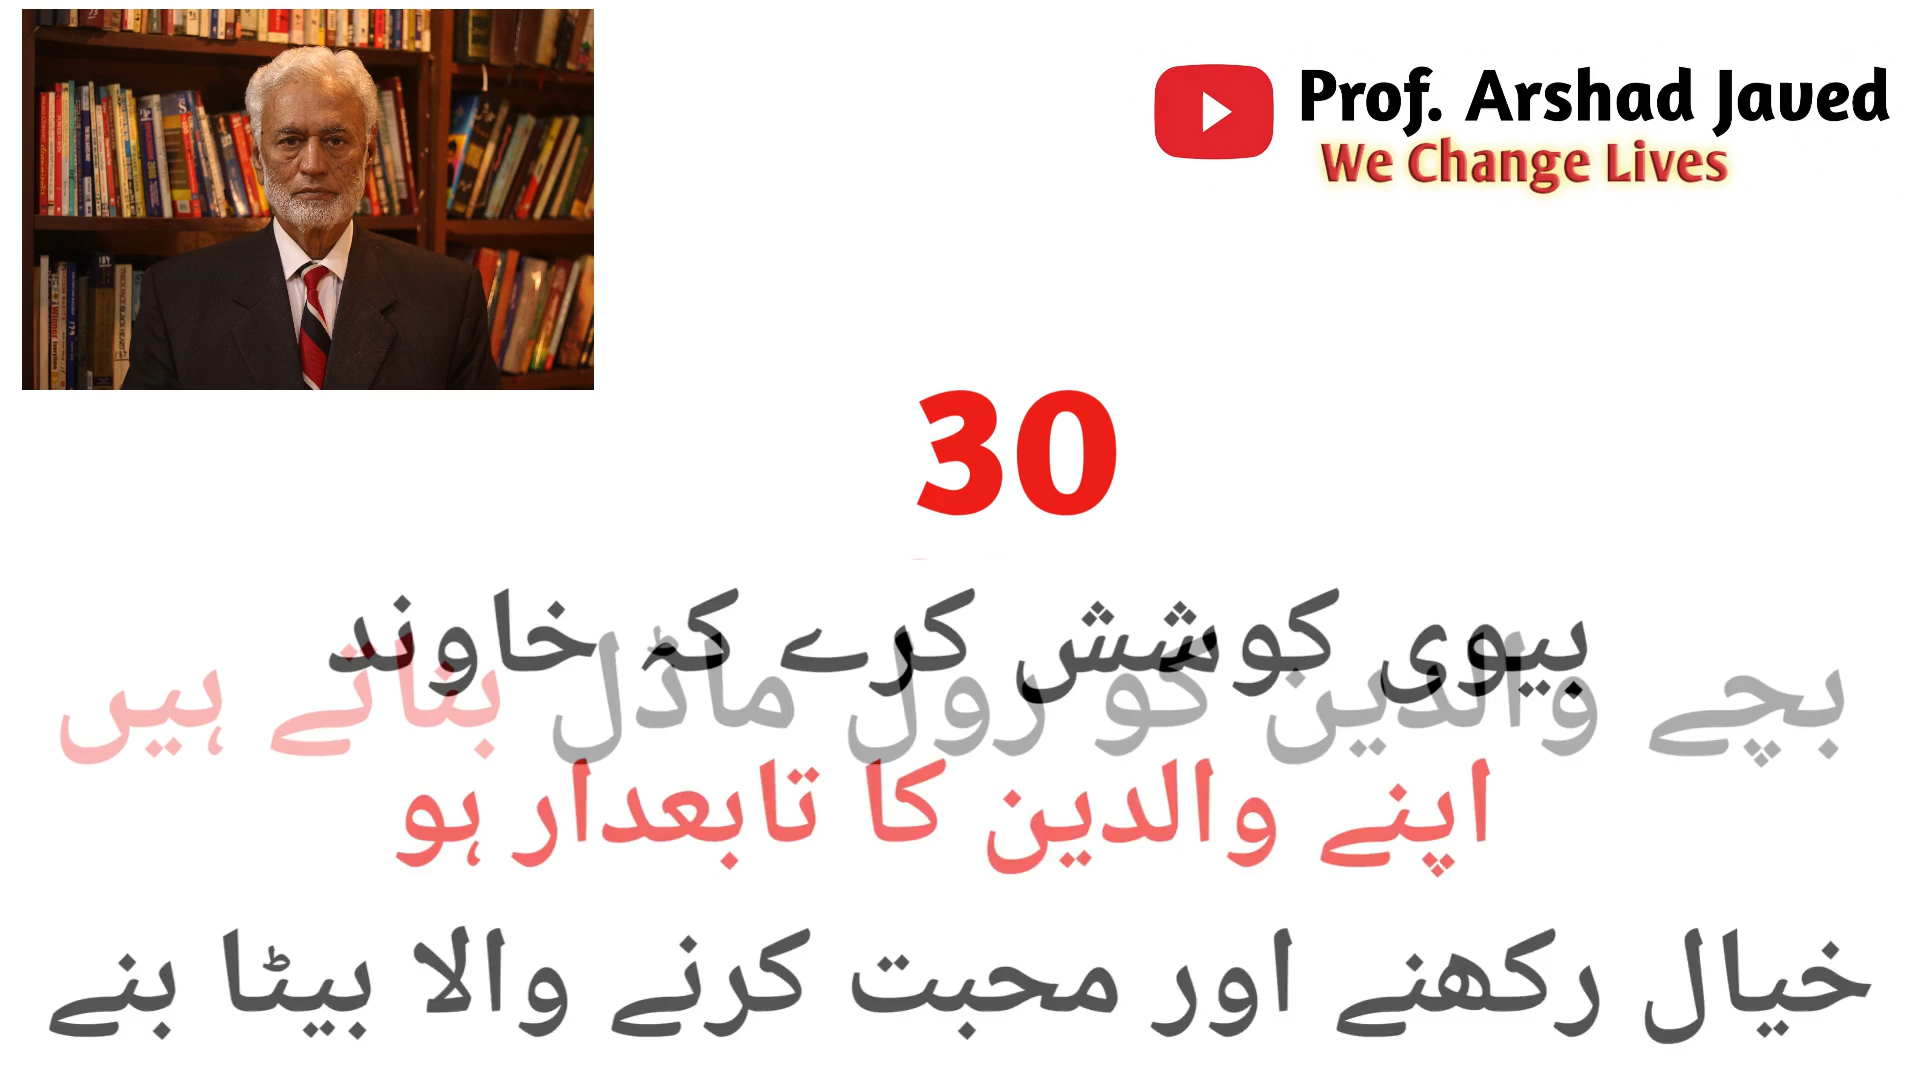 Prof. Arshad Javed
We Change Lives
30
بیوی کوشش کرے کہ خاوند
بچے والدین کو رول ماڈل بناتے ہیں
اپنے والدین کا تابعدار ہو
خیال رکھنے اور محبت کرنے والا بیٹا بنے